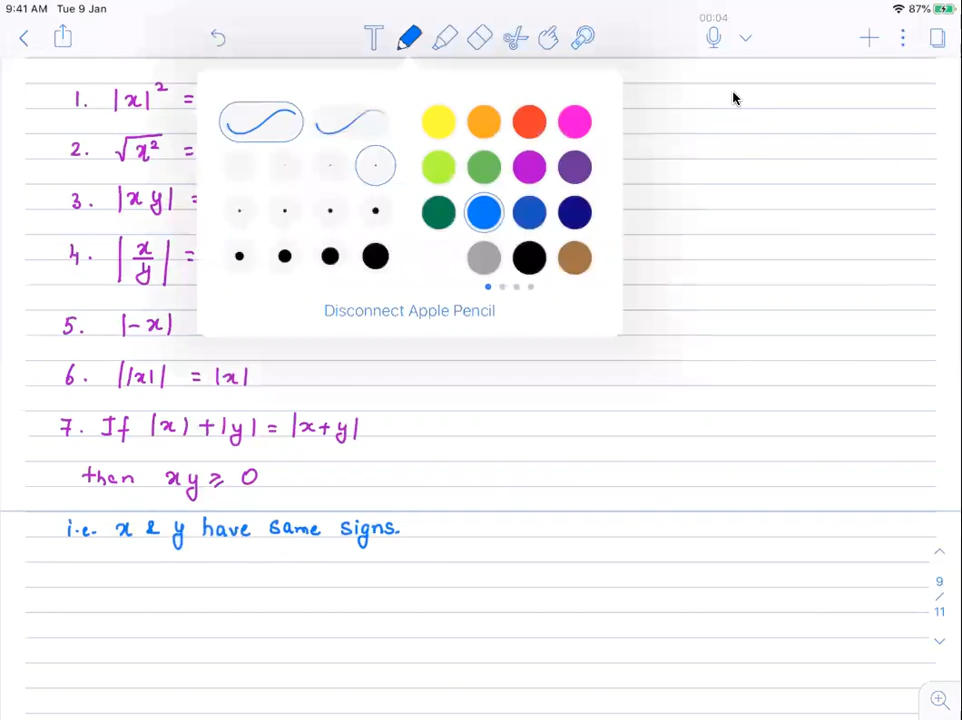 9:41 AM Tue 9 Jan 87%
00:04
T
1. |x|² =
2. √x² =
3. |x y| =
4. |x/y| =
Disconnect Apple Pencil
5. |-x|
6. ||x|| = |x|
7. If |x|+|y| = |x+y|
then xy ≥ 0
i.e. x & y have same signs.
9
/
11